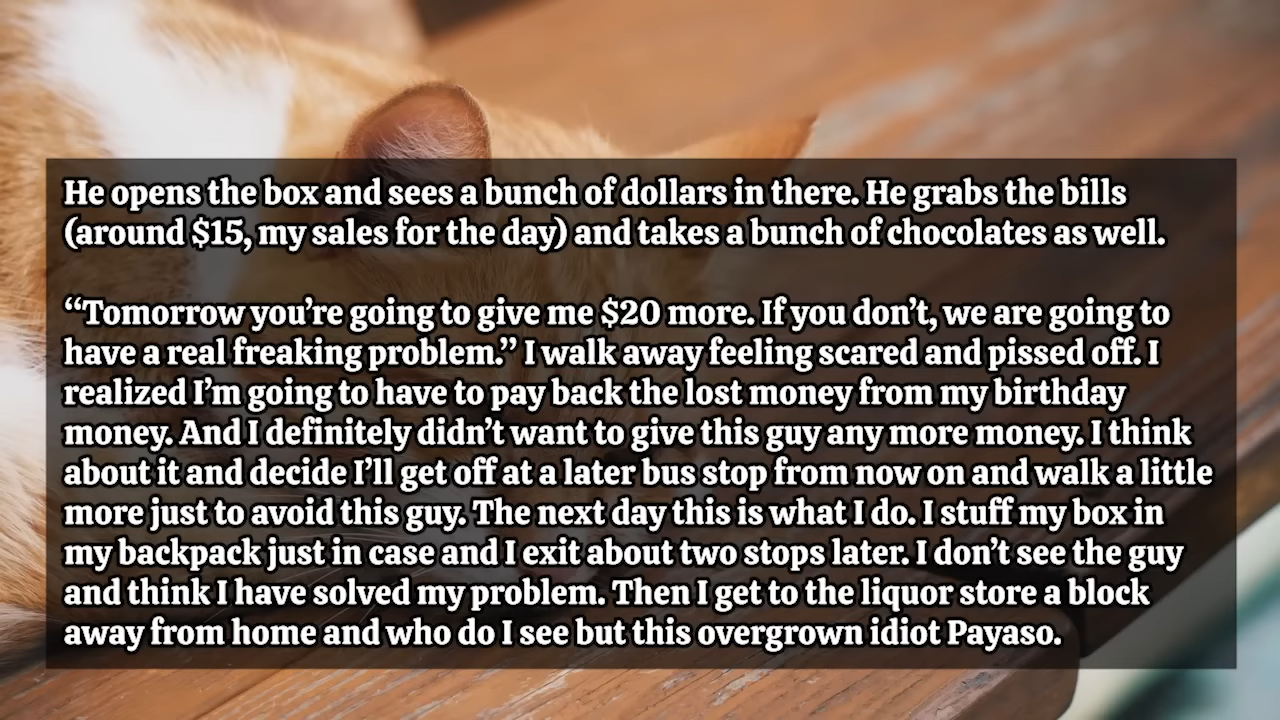 He opens the box and sees a bunch of dollars in there. He grabs the bills
(around $15, my sales for the day) and takes a bunch of chocolates as well.
“Tomorrow you’re going to give me $20 more. If you don’t, we are going to
have a real freaking problem.” I walk away feeling scared and pissed off. I
realized I’m going to have to pay back the lost money from my birthday
money. And I definitely didn’t want to give this guy any more money. I think
about it and decide I’ll get off at a later bus stop from now on and walk a little
more just to avoid this guy. The next day this is what I do. I stuff my box in
my backpack just in case and I exit about two stops later. I don’t see the guy
and think I have solved my problem. Then I get to the liquor store a block
away from home and who do I see but this overgrown idiot Payaso.